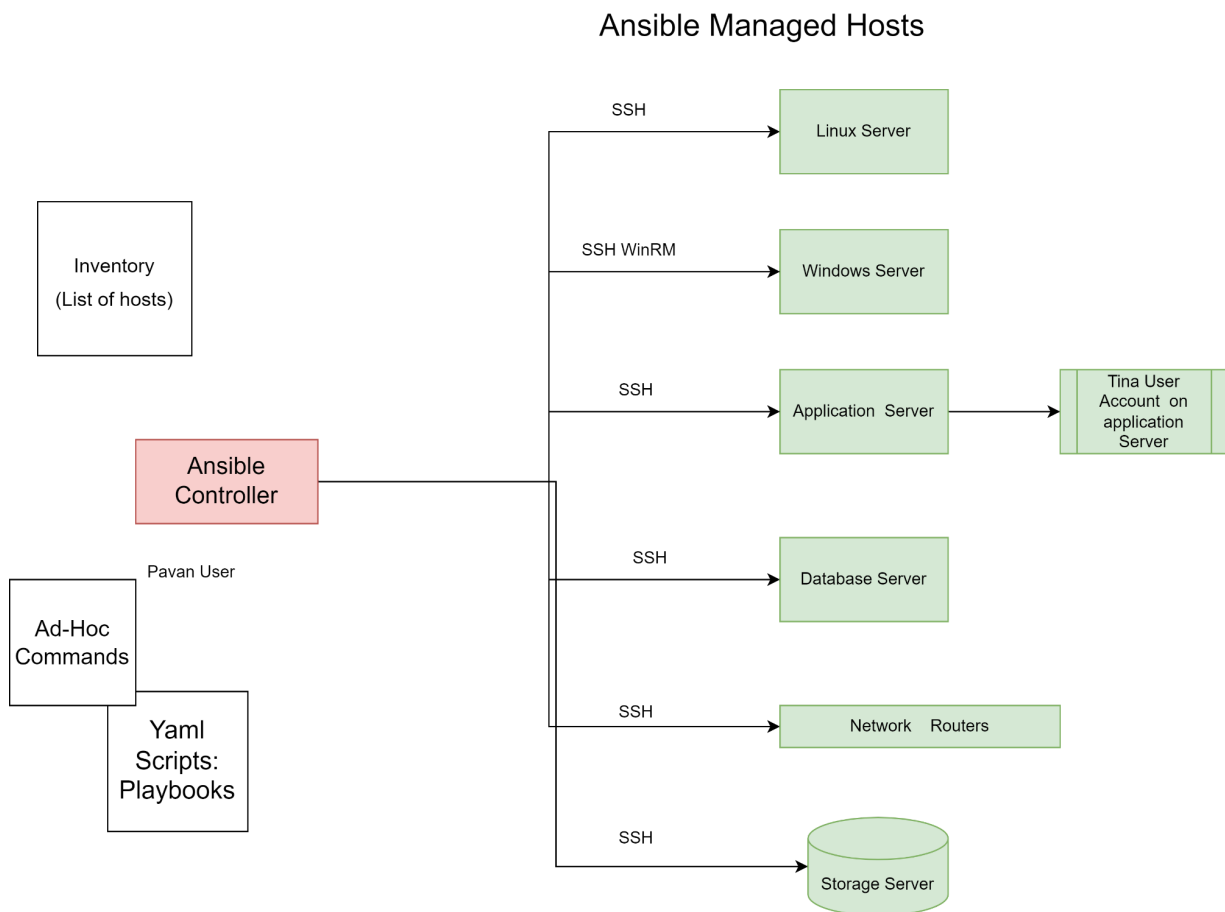 Ansible Managed Hosts
SSH
Linux Server
Inventory
(List of hosts)
SSH WinRM
Windows Server
SSH
Application Server
Tina User
Account on
application
Server
Ansible
Controller
Pavan User
SSH
Database Server
Ad-Hoc
Commands
Yaml
Scripts:
Playbooks
SSH
Network Routers
SSH
Storage Server